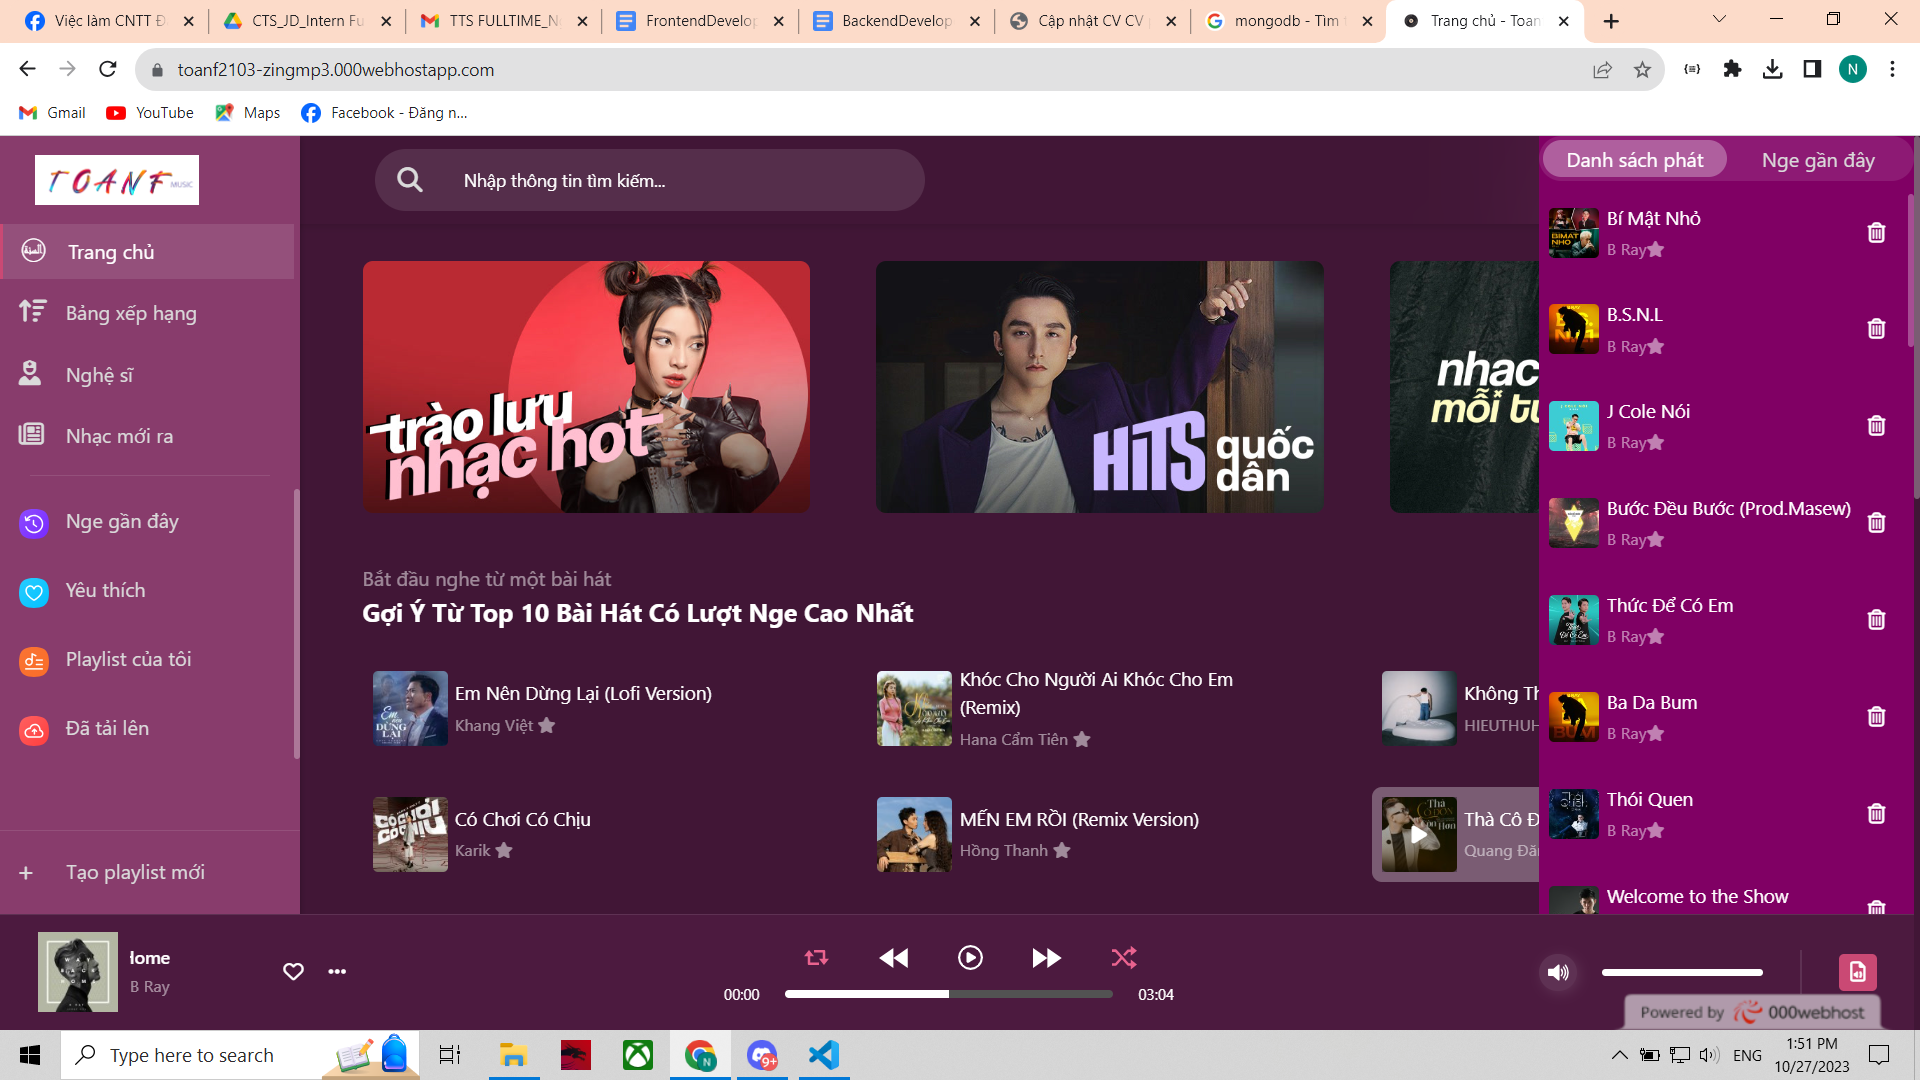 Việc làm CNTT Đ
CTS_JD_Intern Fu
TTS FULLTIME_N
FrontendDevelop
BackendDevelop
Cập nhật CV CV
mongodb - Tìm
Trang chủ - Toan
toanf2103-zingmp3.000webhostapp.com
N
Gmail
YouTube
Maps
Facebook - Đăng n...
TOANF MUSIC
Nhập thông tin tìm kiếm...
Danh sách phát
Nge gần đây
Trang chủ
Bảng xếp hạng
Nghệ sĩ
Nhạc mới ra
Nge gần đây
Yêu thích
Playlist của tôi
Đã tải lên
+ Tạo playlist mới
trào lưu
nhạc hot
HITS quốc
dân
nhạc
mỗi tu
Bắt đầu nghe từ một bài hát
Gợi Ý Từ Top 10 Bài Hát Có Lượt Nge Cao Nhất
Em Nên Dừng Lại (Lofi Version)
Khang Việt
Khóc Cho Người Ai Khóc Cho Em
(Remix)
Hana Cẩm Tiên
Không Th
HIEUTHUH
Có Chơi Có Chịu
Karik
MẾN EM RỒI (Remix Version)
Hồng Thanh
Thà Cô Đ
Quang Đăn
Bí Mật Nhỏ
B Ray
B.S.N.L
B Ray
J Cole Nói
B Ray
Bước Đều Bước (Prod.Masew)
B Ray
Thức Để Có Em
B Ray
Ba Da Bum
B Ray
Thói Quen
B Ray
Welcome to the Show
Home
B Ray
00:00
03:04
Powered by 000webhost
Type here to search
9+
ENG
1:51 PM
10/27/2023